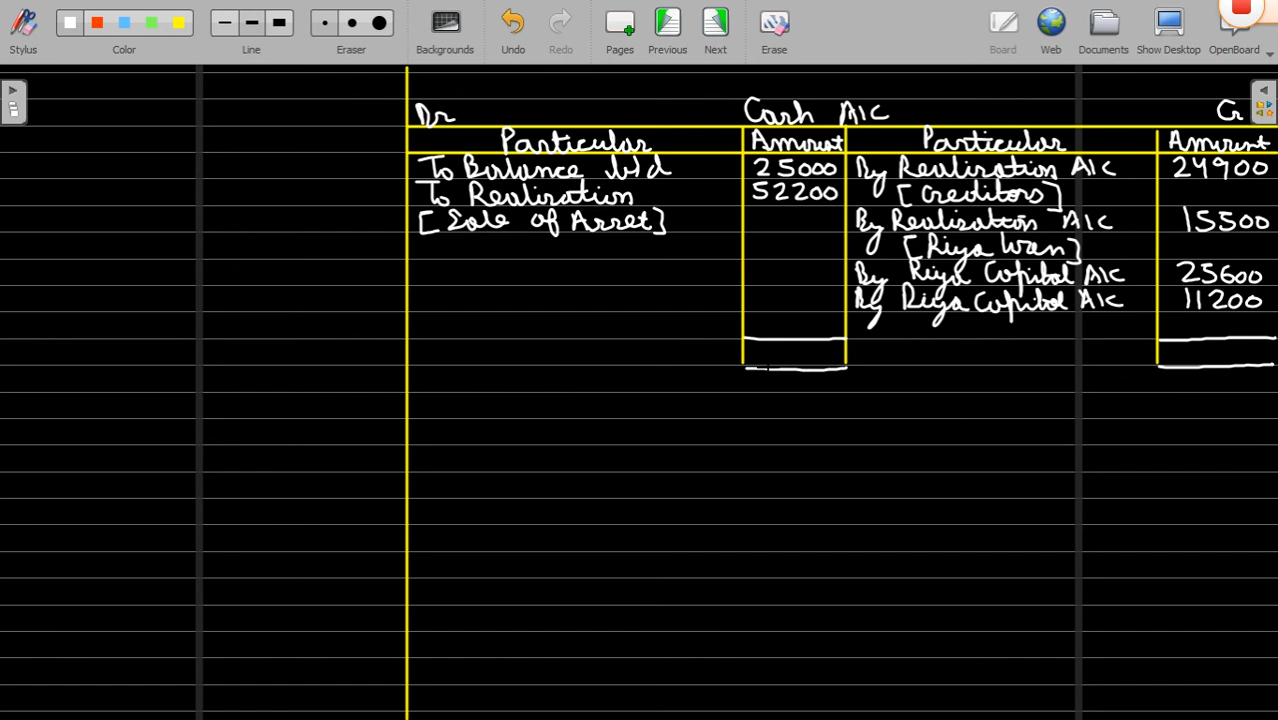 Stylus Color Line Eraser Backgrounds Undo Redo Pages Previous Next Erase Board Web Documents Show Desktop OpenBoard
Dr Cash A/C Cr
Particular Amount Particular Amount
To Balance b/d 25000 By Realisation A/C 24900
To Realisation 52200 [Creditors]
[Sale of Asset] By Realisation A/C 15500
[Riya Loan]
By Riya Capital A/C 25600
By Riya Capital A/C 11200